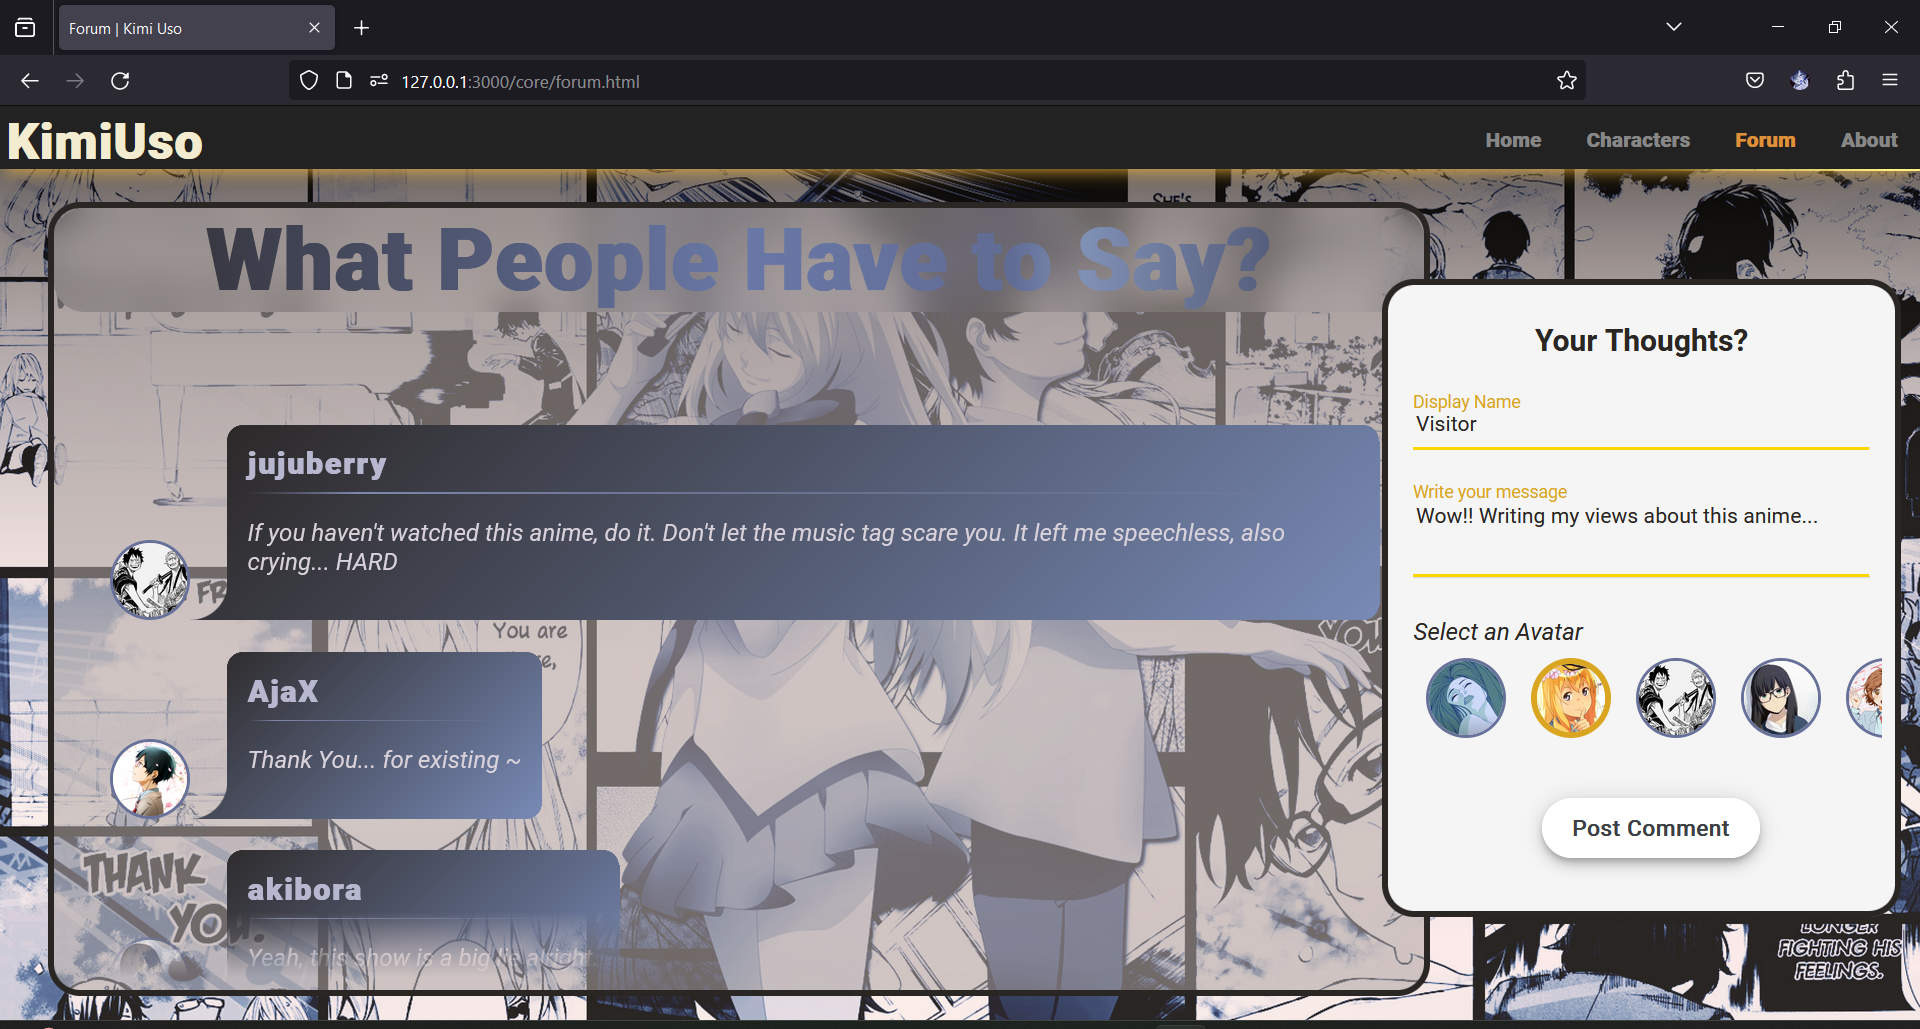 Forum | Kimi Uso
127.0.0.1:3000/core/forum.html
KimiUso
Home Characters Forum About
SHE'S
What People Have to Say?
jujuberry
If you haven't watched this anime, do it. Don't let the music tag scare you. It left me speechless, also
crying... HARD
FR
You are
AjaX
Thank You... for existing ~
THANK
YOU.
akibora
Yeah, this show is a big lie alright.
Your Thoughts?
Display Name
Visitor
Write your message
Wow!! Writing my views about this anime...
Select an Avatar
Post Comment
LONGER
FIGHTING HIS
FEELINGS.